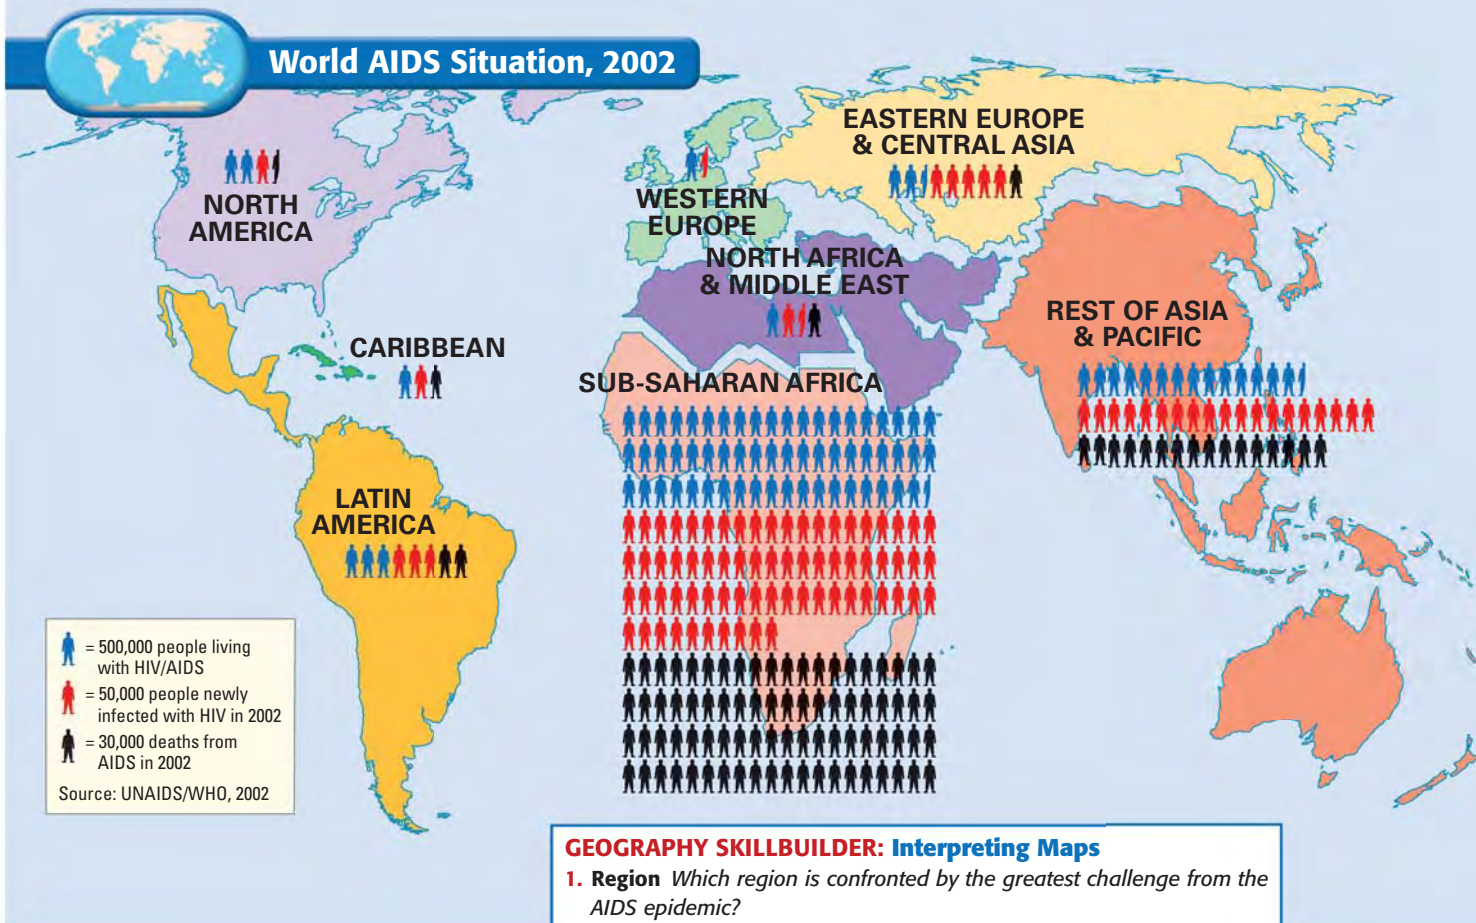 World AIDS Situation, 2002
NORTH
AMERICA
CARIBBEAN
LATIN
AMERICA
WESTERN
EUROPE
EASTERN EUROPE
& CENTRAL ASIA
NORTH AFRICA
& MIDDLE EAST
SUB-SAHARAN AFRICA
REST OF ASIA
& PACIFIC
= 500,000 people living
with HIV/AIDS
= 50,000 people newly
infected with HIV in 2002
= 30,000 deaths from
AIDS in 2002
Source: UNAIDS/WHO, 2002
GEOGRAPHY SKILLBUILDER: Interpreting Maps
1. Region Which region is confronted by the greatest challenge from the
AIDS epidemic?